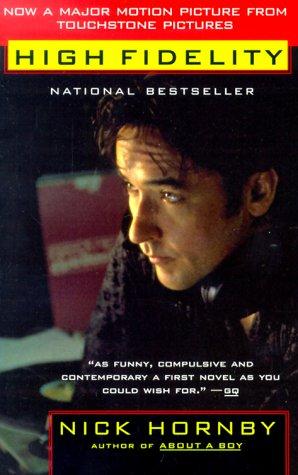 NOW A MAJOR MOTION PICTURE FROM
TOUCHSTONE PICTURES
HIGH FIDELITY
NATIONAL BESTSELLER
"AS FUNNY, COMPULSIVE AND
CONTEMPORARY A FIRST NOVEL AS YOU
COULD WISH FOR." —GQ
NICK HORNBY
AUTHOR OF ABOUT A BOY